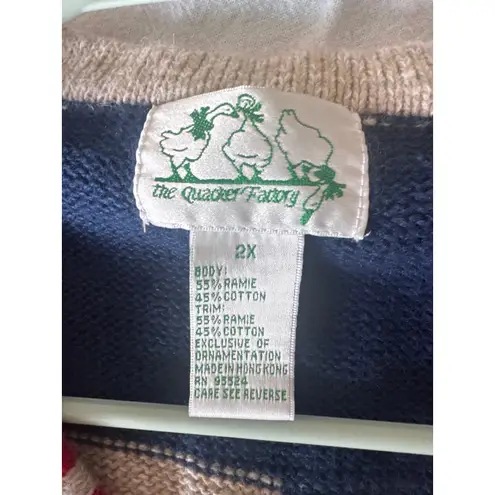 the Quacker Factory
2X
BODY:
55% RAMIE
45% COTTON
TRIM:
55% RAMIE
45% COTTON
EXCLUSIVE OF
ORNAMENTATION
MADE IN HONG KONG
RN 95524
CARE SEE REVERSE